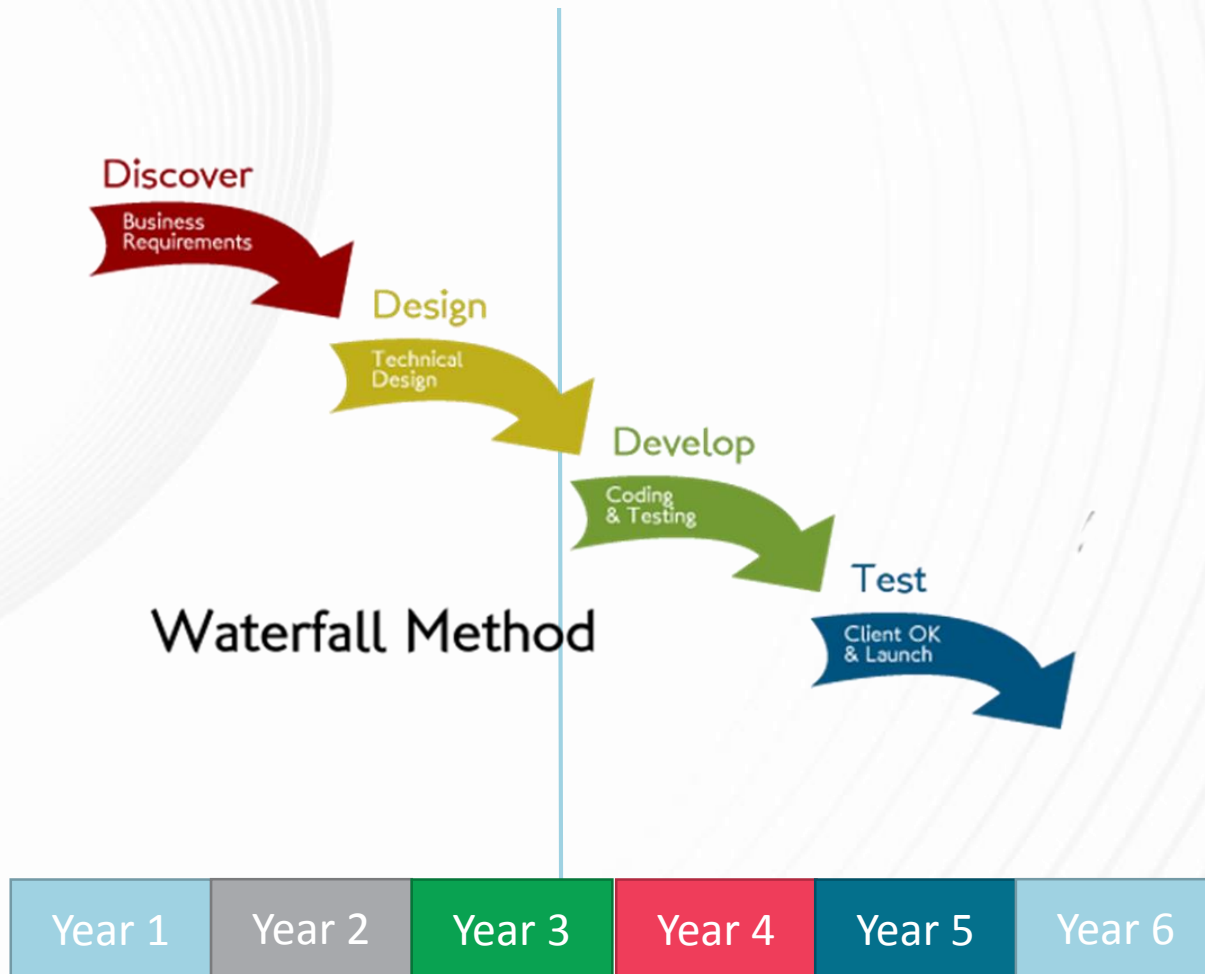 Discover
Business
Requirements
Design
Technical
Design
Develop
Coding
& Testing
Test
Client OK
& Launch
Waterfall Method
Year 1
Year 2
Year 3
Year 4
Year 5
Year 6